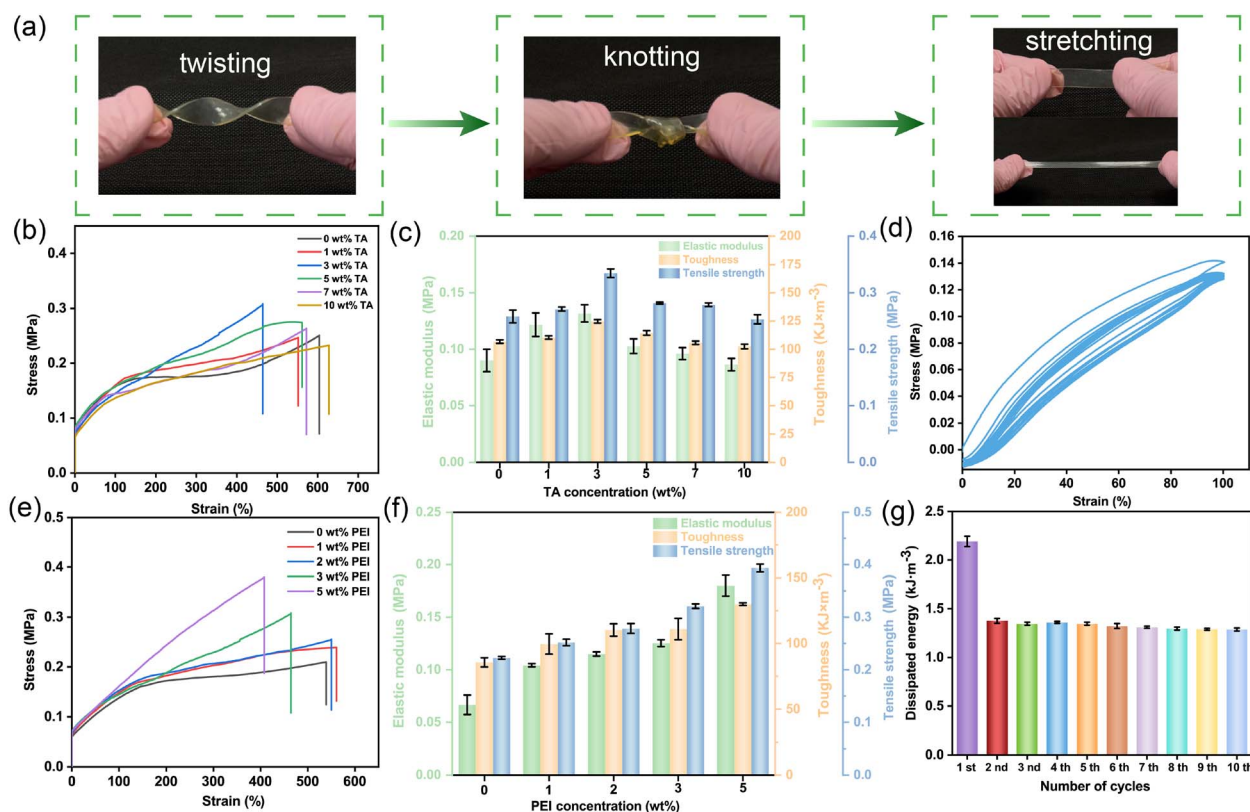 (a)
twisting
knotting
stretchting
(b)
Stress (MPa)
0.4
0.3
0.2
0.1
0.0
0 100 200 300 400 500 600 700
Strain (%)
0 wt% TA
1 wt% TA
3 wt% TA
5 wt% TA
7 wt% TA
10 wt% TA
(c)
Elastic modulus (MPa)
0.20
0.15
0.10
0.05
0.00
Elastic modulus
Toughness
Tensile strength
0 1 3 5 7 10
TA concentration (wt%)
200
175
150
125
100
75
50
25
0
Toughness (KJ×m⁻³)
0.4
0.3
0.2
0.1
0.0
Tensile strength (MPa)
(d)
Stress (MPa)
0.16
0.14
0.12
0.10
0.08
0.06
0.04
0.02
0.00
0 20 40 60 80 100
Strain (%)
(e)
Stress (MPa)
0.5
0.4
0.3
0.2
0.1
0.0
0 100 200 300 400 500 600
Strain (%)
0 wt% PEI
1 wt% PEI
2 wt% PEI
3 wt% PEI
5 wt% PEI
(f)
Elastic modulus (MPa)
0.25
0.20
0.15
0.10
0.05
0.00
Elastic modulus
Toughness
Tensile strength
0 1 2 3 5
PEI concentration (wt%)
200
150
100
50
0
Toughness (KJ×m⁻³)
0.5
0.4
0.3
0.2
0.1
0.0
Tensile strength (MPa)
(g)
Dissipated energy (kJ·m⁻³)
2.5
2.0
1.5
1.0
0.5
0.0
1 st 2 nd 3 nd 4 th 5 th 6 th 7 th 8 th 9 th 10 th
Number of cycles